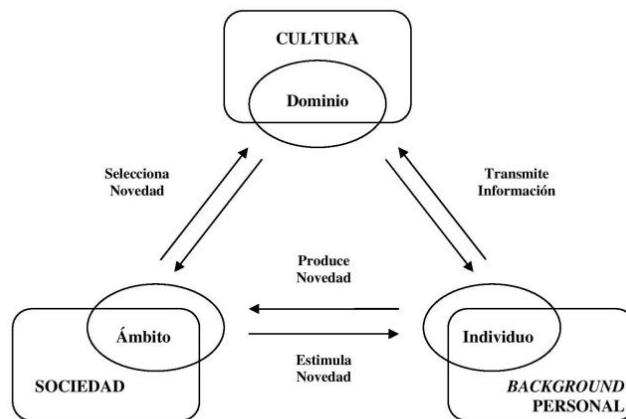 CULTURA
Dominio
Selecciona
Novedad
Transmite
Información
Produce
Novedad
Ámbito
Individuo
Estimula
Novedad
SOCIEDAD
BACKGROUND
PERSONAL